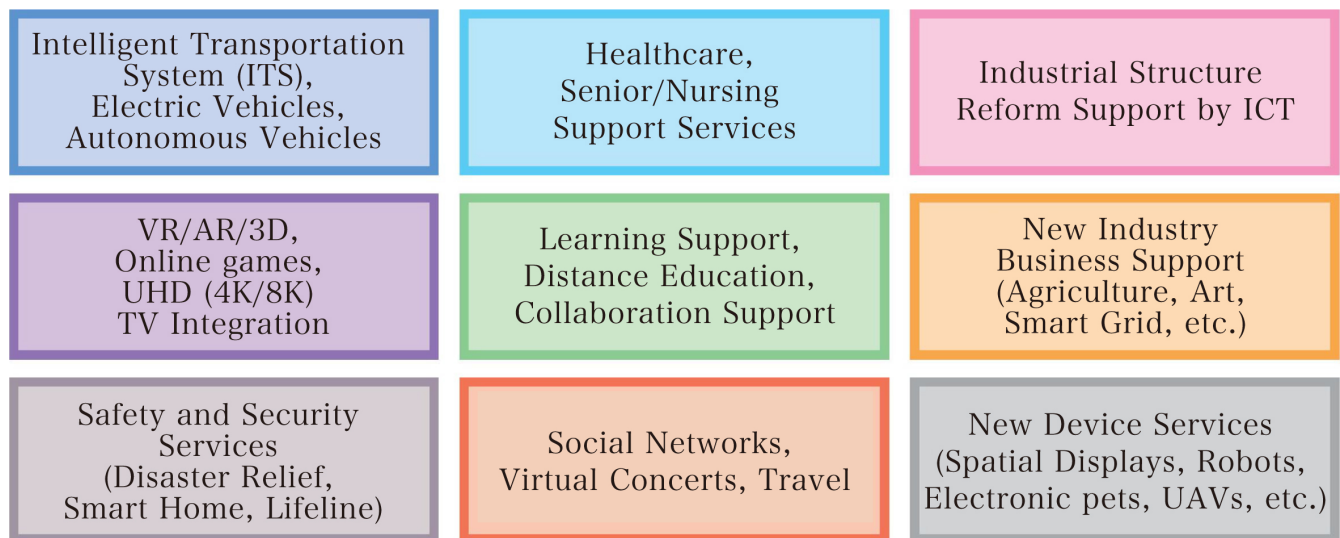 Intelligent Transportation
System (ITS),
Electric Vehicles,
Autonomous Vehicles
Healthcare,
Senior/Nursing
Support Services
Industrial Structure
Reform Support by ICT
VR/AR/3D,
Online games,
UHD (4K/8K)
TV Integration
Learning Support,
Distance Education,
Collaboration Support
New Industry
Business Support
(Agriculture, Art,
Smart Grid, etc.)
Safety and Security
Services
(Disaster Relief,
Smart Home, Lifeline)
Social Networks,
Virtual Concerts, Travel
New Device Services
(Spatial Displays, Robots,
Electronic pets, UAVs, etc.)